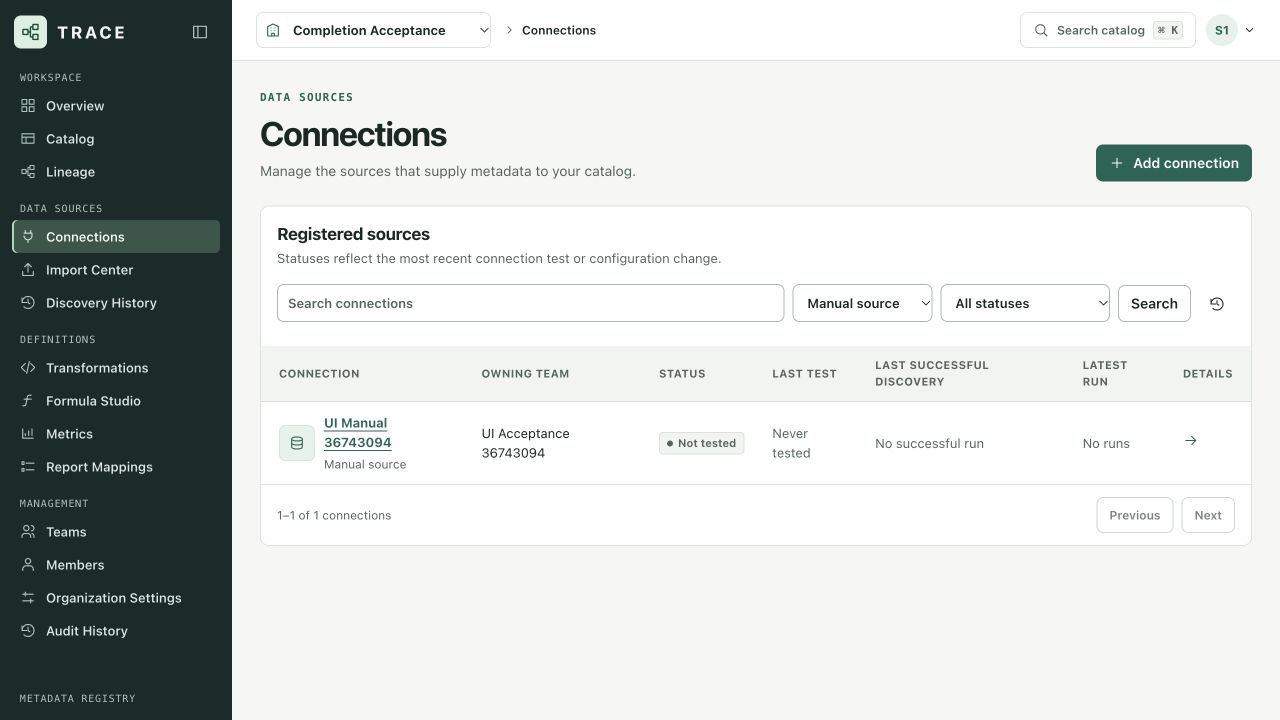 TRACE
WORKSPACE
Overview
Catalog
Lineage
DATA SOURCES
Connections
Import Center
Discovery History
DEFINITIONS
Transformations
Formula Studio
Metrics
Report Mappings
MANAGEMENT
Teams
Members
Organization Settings
Audit History
METADATA REGISTRY
Completion Acceptance
Connections
Search catalog ⌘ K
S1
DATA SOURCES
Connections
Manage the sources that supply metadata to your catalog.
Add connection
Registered sources
Statuses reflect the most recent connection test or configuration change.
Search connections
Manual source
All statuses
Search
CONNECTION
OWNING TEAM
STATUS
LAST TEST
LAST SUCCESSFUL
DISCOVERY
LATEST
RUN
DETAILS
UI Manual
36743094
Manual source
UI Acceptance
36743094
Not tested
Never
tested
No successful run
No runs
1–1 of 1 connections
Previous
Next